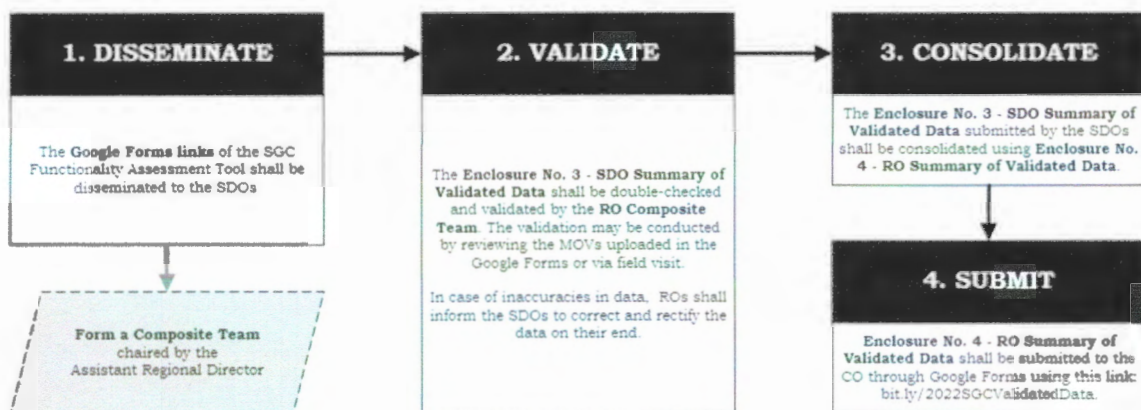 1. DISSEMINATE
The Google Forms links of the SGC
Functionality Assessment Tool shall be
disseminated to the SDOs
Form a Composite Team
chaired by the
Assistant Regional Director
2. VALIDATE
The Enclosure No. 3 - SDO Summary of
Validated Data shall be double-checked
and validated by the RO Composite
Team. The validation may be conducted
by reviewing the MOVs uploaded in the
Google Forms or via field visit.
In case of inaccuracies in data, ROs shall
inform the SDOs to correct and rectify the
data on their end.
3. CONSOLIDATE
The Enclosure No. 3 - SDO Summary of
Validated Data submitted by the SDOs
shall be consolidated using Enclosure No.
4 - RO Summary of Validated Data.
4. SUBMIT
Enclosure No. 4 - RO Summary of
Validated Data shall be submitted to the
CO through Google Forms using this link:
bit.ly/2022SGCValidatedData.